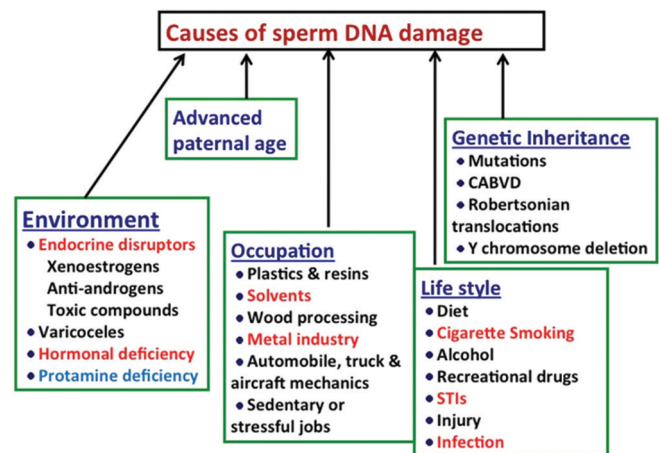 Causes of sperm DNA damage
Advanced
paternal age
Genetic Inheritance
• Mutations
• CABVD
• Robertsonian
translocations
• Y chromosome deletion
Environment
• Endocrine disruptors
Xenoestrogens
Anti-androgens
Toxic compounds
• Varicoceles
• Hormonal deficiency
• Protamine deficiency
Occupation
• Plastics & resins
• Solvents
• Wood processing
• Metal industry
• Automobile, truck &
aircraft mechanics
• Sedentary or
stressful jobs
Life style
• Diet
• Cigarette Smoking
• Alcohol
• Recreational drugs
• STIs
• Injury
• Infection